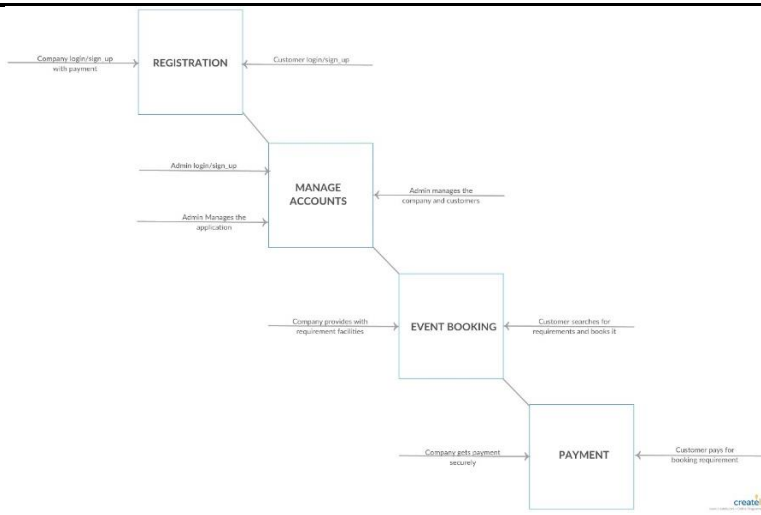 Company login/sign_up
with payment
REGISTRATION
Customer login/sign_up
Admin login/sign_up
MANAGE
ACCOUNTS
Admin manages the
company and customers
Admin Manages the
application
Company provides with
requirement facilities
EVENT BOOKING
Customer searches for
requirements and books it
Company gets payment
securely
PAYMENT
Customer pays for
booking requirement
create